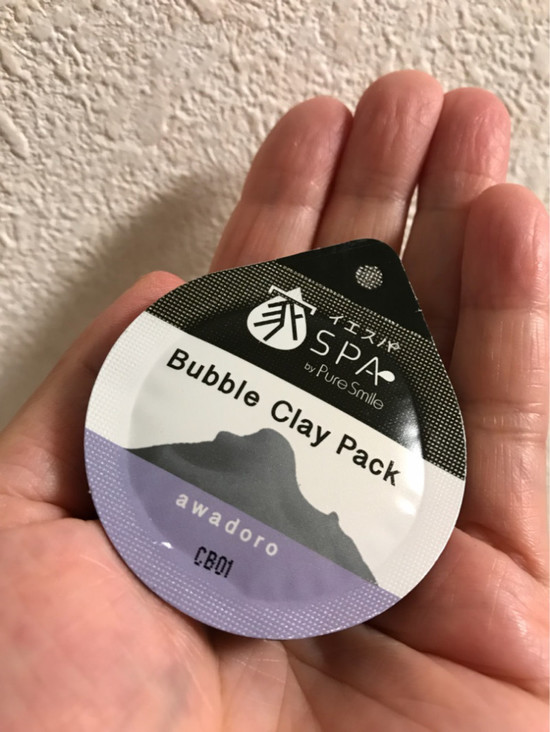 家
イエスパ
SPA
by Pure Smile
Bubble Clay Pack
awadoro
CB01